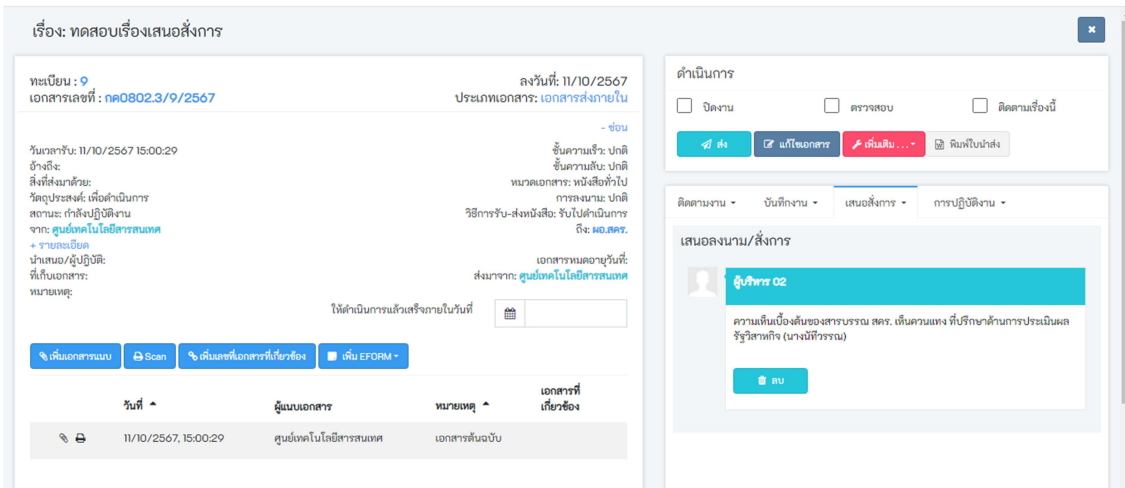 เรื่อง: ทดสอบเรื่องเสนอสั่งการ
ทะเบียน : 9
ลงวันที่: 11/10/2567
เอกสารเลขที่ : กค0802.3/9/2567
ประเภทเอกสาร: เอกสารส่งภายใน
- ซ่อน
วันเวลารับ: 11/10/2567 15:00:29
ชั้นความเร็ว: ปกติ
อ้างถึง:
ชั้นความลับ: ปกติ
สิ่งที่ส่งมาด้วย:
หมวดเอกสาร: หนังสือทั่วไป
วัตถุประสงค์: เพื่อดำเนินการ
การลงนาม: ปกติ
สถานะ: กำลังปฏิบัติงาน
วิธีการรับ-ส่งหนังสือ: รับไปดำเนินการ
จาก: ศูนย์เทคโนโลยีสารสนเทศ
ถึง: ผอ.สคร.
+ รายละเอียด
นำเสนอ/ผู้ปฏิบัติ:
เอกสารหมดอายุวันที่:
ที่เก็บเอกสาร:
ส่งมาจาก: ศูนย์เทคโนโลยีสารสนเทศ
หมายเหตุ:
ให้ดำเนินการแล้วเสร็จภายในวันที่
เพิ่มเอกสารแนบ
Scan
เพิ่มเลขที่เอกสารที่เกี่ยวข้อง
เพิ่ม EFORM
วันที่
ผู้แนบเอกสาร
หมายเหตุ
เอกสารที่
เกี่ยวข้อง
11/10/2567, 15:00:29
ศูนย์เทคโนโลยีสารสนเทศ
เอกสารต้นฉบับ
ดำเนินการ
ปิดงาน
ตรวจสอบ
ติดตามเรื่องนี้
ส่ง
แก้ไขเอกสาร
เพิ่มเติม . . .
พิมพ์ใบนำส่ง
ติดตามงาน
บันทึกงาน
เสนอสั่งการ
การปฏิบัติงาน
เสนอลงนาม/สั่งการ
ผู้บริหาร 02
ความเห็นเบื้องต้นของสารบรรณ สคร. เห็นควนแทง ที่ปรึกษาด้านการประเมินผล
รัฐวิสาหกิจ (นางนัทีวรรณ)
ลบ